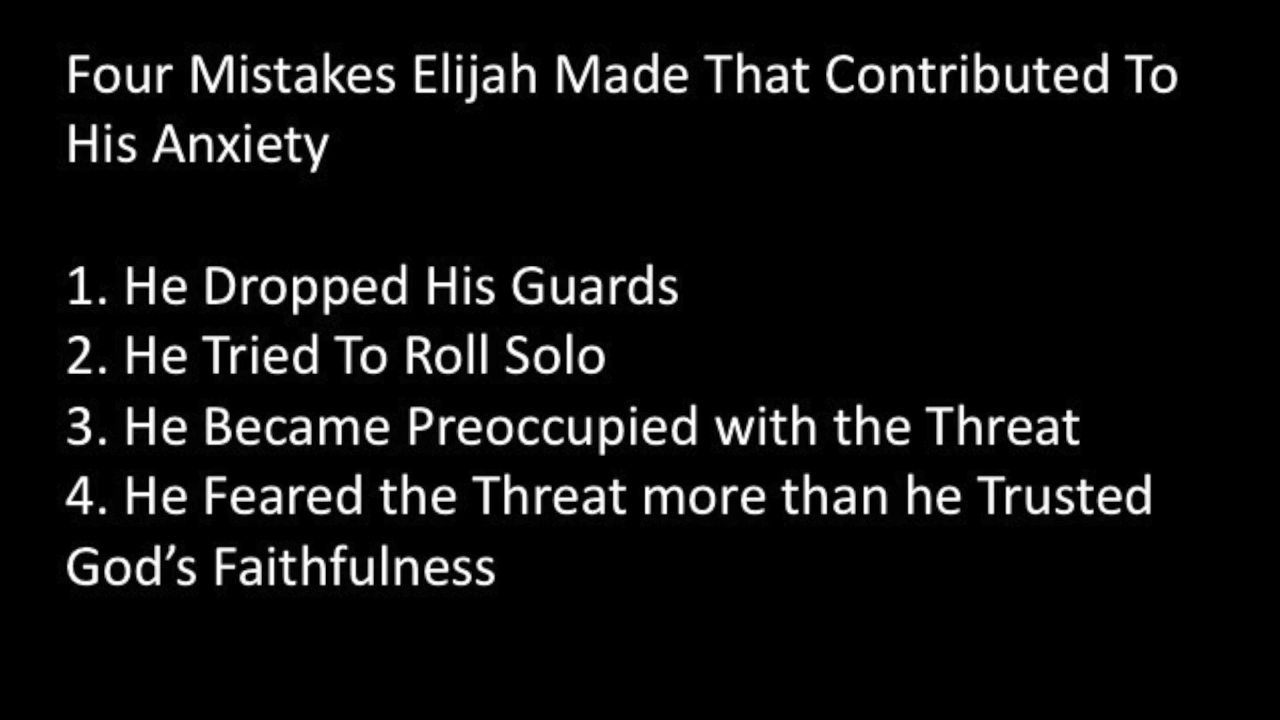 Four Mistakes Elijah Made That Contributed To
His Anxiety
1. He Dropped His Guards
2. He Tried To Roll Solo
3. He Became Preoccupied with the Threat
4. He Feared the Threat more than he Trusted
God’s Faithfulness